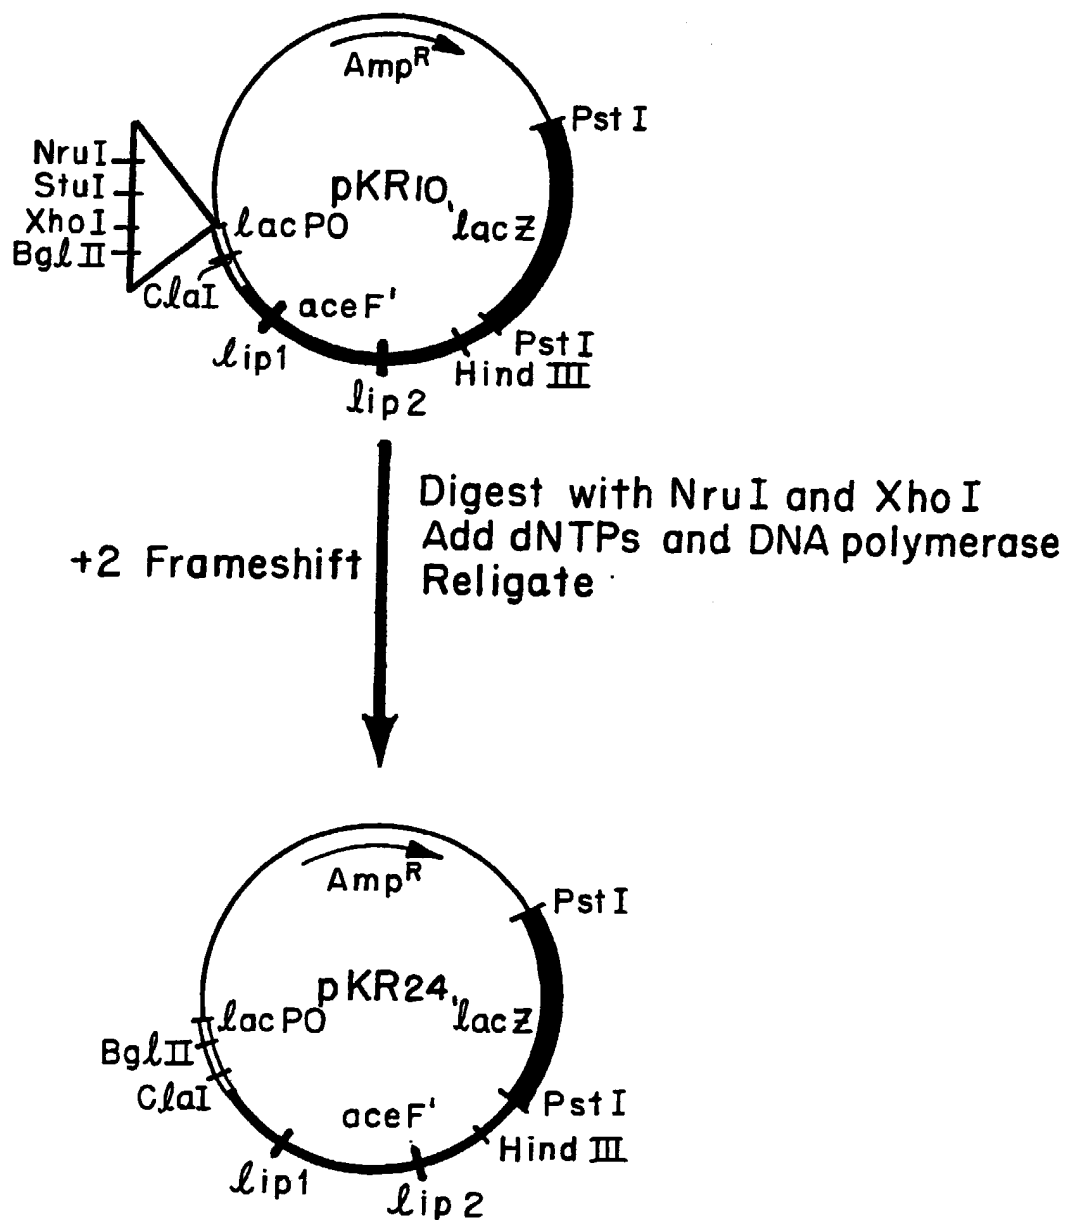 Amp^R
Pst I
NruI
StuI
XhoI
BglII
pKR10
lacPO
'lacZ
ClaI
aceF'
lip1
Pst I
Hind III
lip2
Digest with NruI and XhoI
Add dNTPs and DNA polymerase
Religate
+2 Frameshift
Amp^R
Pst I
pKR24
lacPO
'lacZ
BglII
ClaI
aceF'
Pst I
Hind III
lip1
lip2